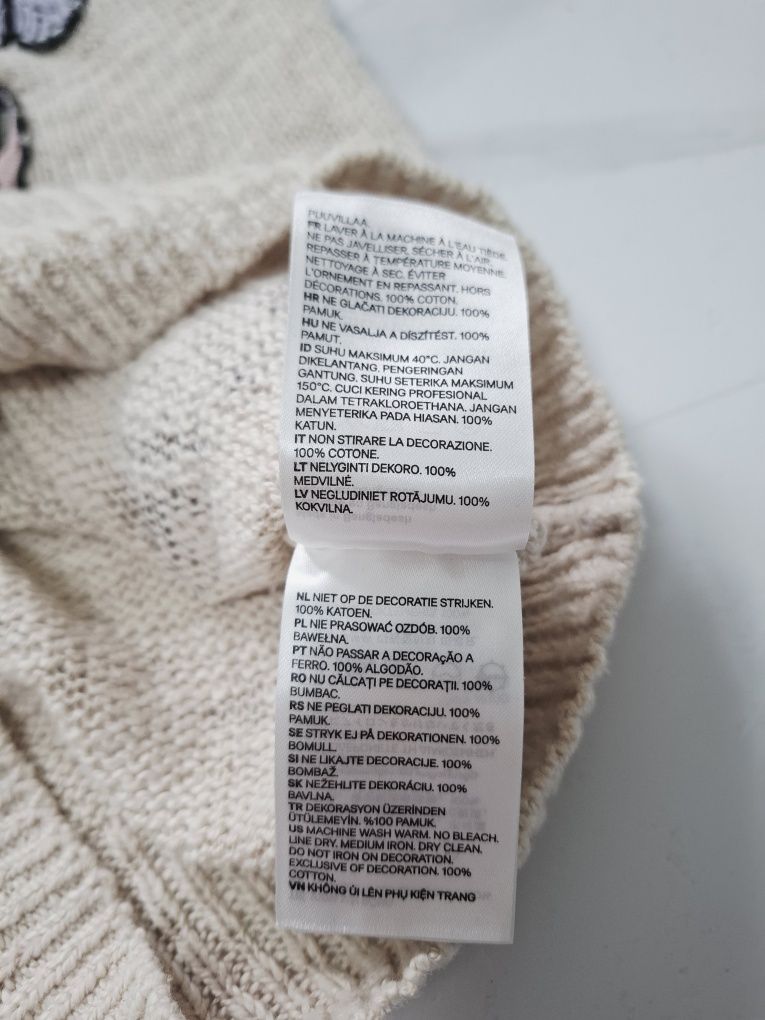 PUUVILLAA.
FR LAVER À LA MACHINE À L'EAU TIÈDE.
NE PAS JAVELLISER. SÉCHER À L'AIR.
REPASSER À TEMPÉRATURE MOYENNE.
NETTOYAGE À SEC. ÉVITER
L'ORNEMENT EN REPASSANT. HORS
DÉCORATIONS. 100% COTON.
HR NE GLAČATI DEKORACIJU. 100%
PAMUK.
HU NE VASALJA A DÍSZÍTÉST. 100%
PAMUT.
ID SUHU MAKSIMUM 40°C. JANGAN
DIKELANTANG. PENGERINGAN
GANTUNG. SUHU SETERIKA MAKSIMUM
150°C. CUCI KERING PROFESIONAL
DALAM TETRAKLOROETHANA. JANGAN
MENYETERIKA PADA HIASAN. 100%
KATUN.
IT NON STIRARE LA DECORAZIONE.
100% COTONE.
LT NELYGINTI DEKORO. 100%
MEDVILNĖ.
LV NEGLUDINIET ROTĀJUMU. 100%
KOKVILNA.
NL NIET OP DE DECORATIE STRIJKEN.
100% KATOEN.
PL NIE PRASOWAĆ OZDÓB. 100%
BAWEŁNA.
PT NÃO PASSAR A DECORAçÃO A
FERRO. 100% ALGODÃO.
RO NU CĂLCAȚI PE DECORAȚII. 100%
BUMBAC.
RS NE PEGLATI DEKORACIJU. 100%
PAMUK.
SE STRYK EJ PÅ DEKORATIONEN. 100%
BOMULL.
SI NE LIKAJTE DECORACIJE. 100%
BOMBAŽ.
SK NEŽEHLITE DEKORÁCIU. 100%
BAVLNA.
TR DEKORASYON ÜZERİNDEN
ÜTÜLEMEYİN. %100 PAMUK.
US MACHINE WASH WARM. NO BLEACH.
LINE DRY. MEDIUM IRON. DRY CLEAN.
DO NOT IRON ON DECORATION.
EXCLUSIVE OF DECORATION. 100%
COTTON.
VN KHÔNG ỦI LÊN PHỤ KIỆN TRANG